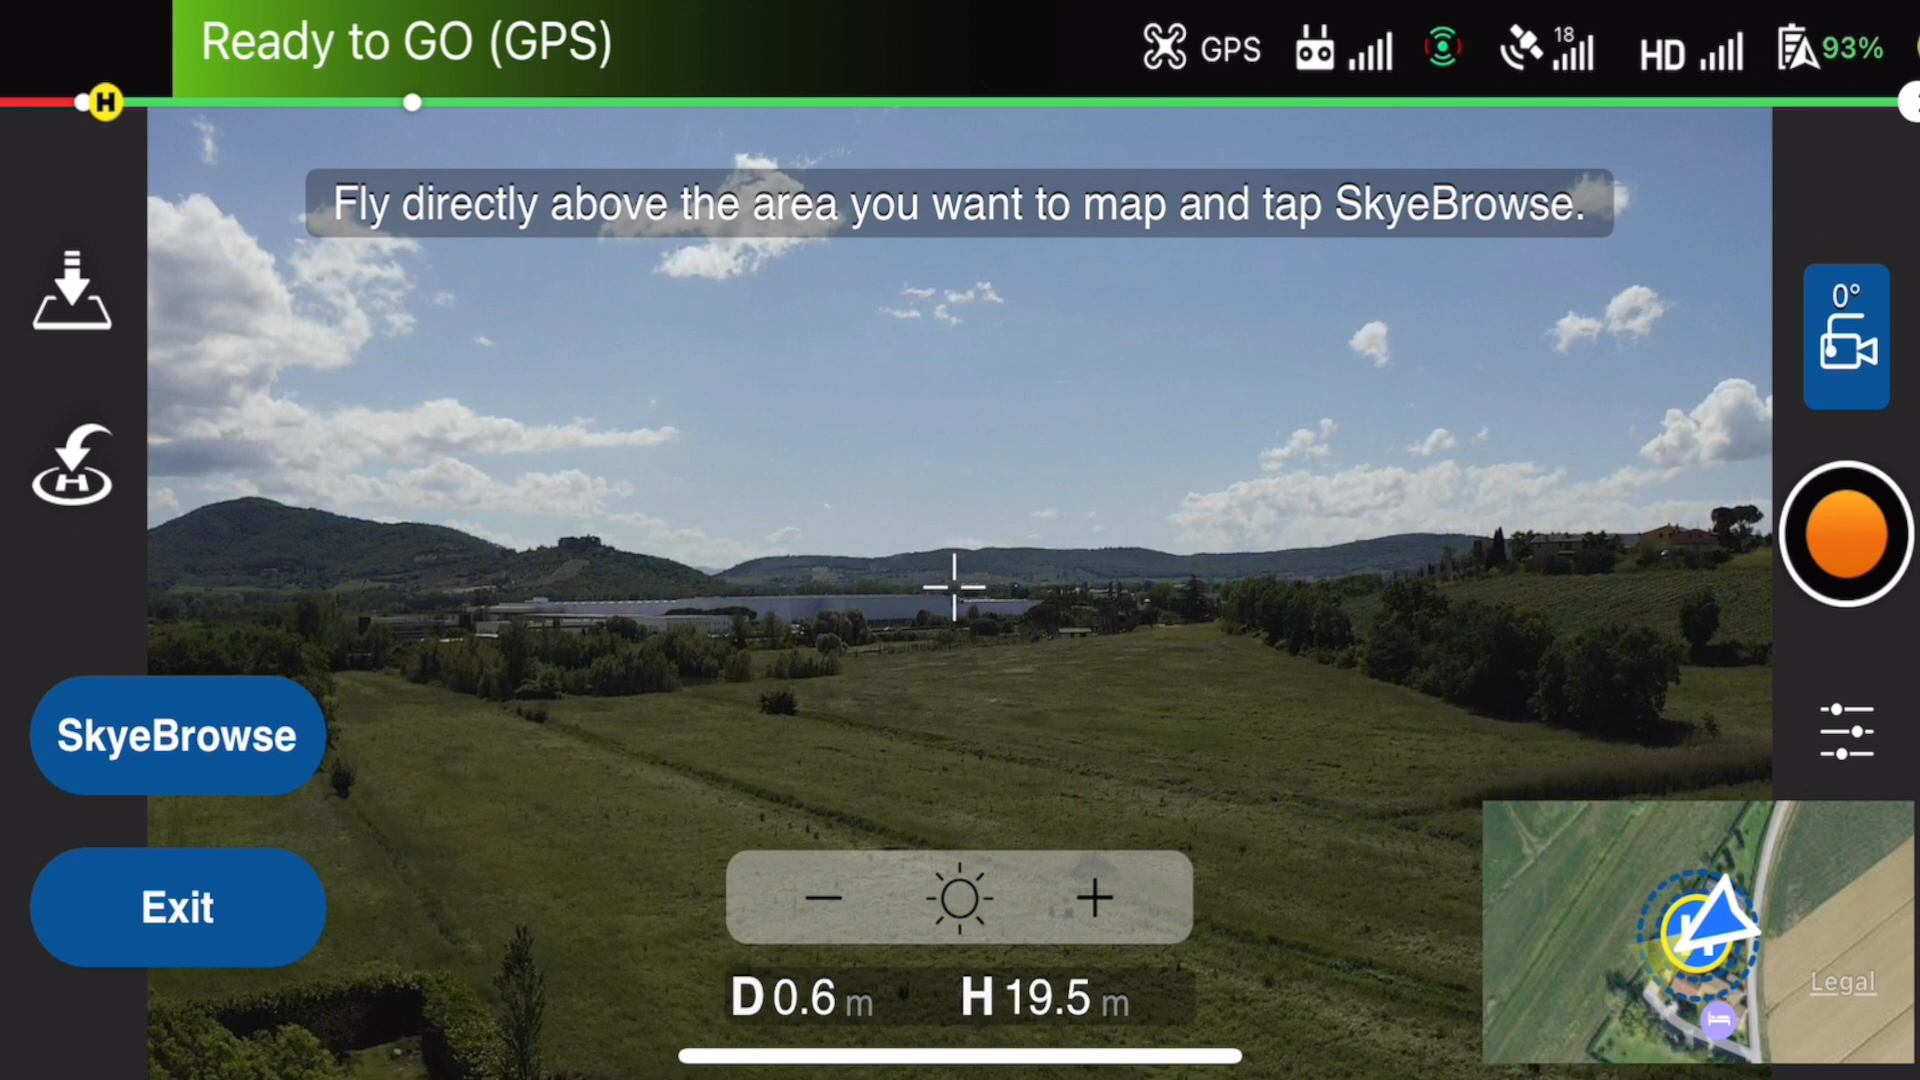 Ready to GO (GPS)
GPS
18
HD
93%
H
Fly directly above the area you want to map and tap SkyeBrowse.
0°
H
SkyeBrowse
Exit
D 0.6 m
H 19.5 m
H
Legal